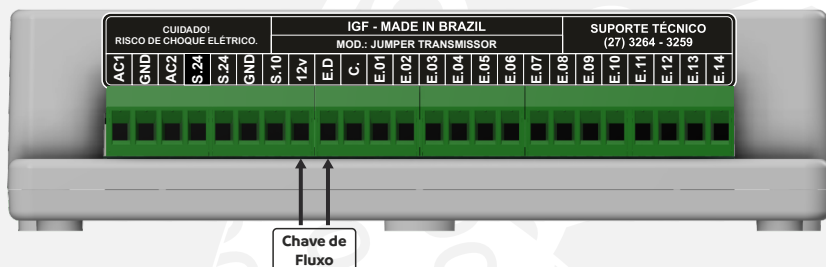 CUIDADO!
RISCO DE CHOQUE ELÉTRICO.
IGF - MADE IN BRAZIL
MOD.: JUMPER TRANSMISSOR
SUPORTE TÉCNICO
(27) 3264 - 3259
AC1 GND AC2 S.24 S.24 GND S.10 12v E.D C. E.01 E.02 E.03 E.04 E.05 E.06 E.07 E.08 E.09 E.10 E.11 E.12 E.13 E.14
Chave de
Fluxo